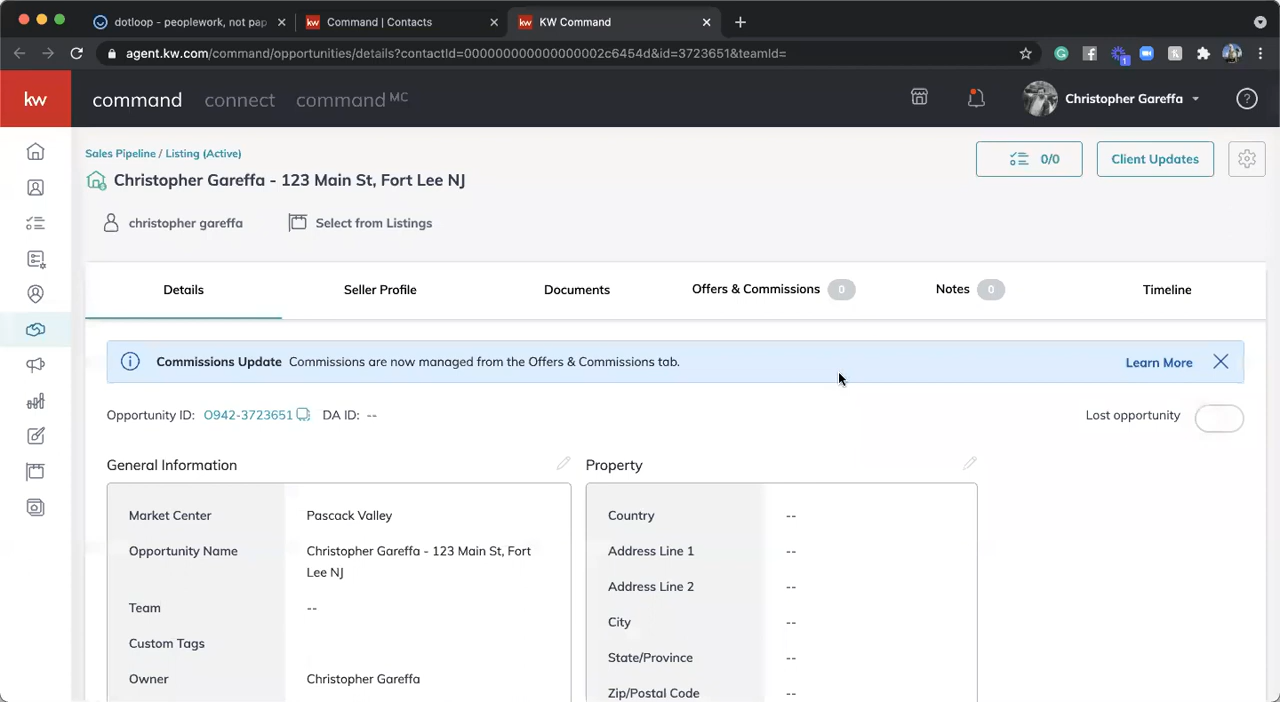 dotloop - peoplework, not pap
Command | Contacts
KW Command
agent.kw.com/command/opportunities/details?contactId=000000000000000002c6454d&id=3723651&teamId=
1
kw
command
connect
command MC
Christopher Gareffa
Sales Pipeline / Listing (Active)
0/0
Client Updates
Christopher Gareffa - 123 Main St, Fort Lee NJ
christopher gareffa
Select from Listings
Details
Seller Profile
Documents
Offers & Commissions 0
Notes 0
Timeline
Commissions Update Commissions are now managed from the Offers & Commissions tab.
Learn More
Opportunity ID: O942-3723651 DA ID: --
Lost opportunity
General Information
Market Center Pascack Valley
Opportunity Name Christopher Gareffa - 123 Main St, Fort
Lee NJ
Team --
Custom Tags
Owner Christopher Gareffa
Property
Country --
Address Line 1 --
Address Line 2 --
City --
State/Province --
Zip/Postal Code --